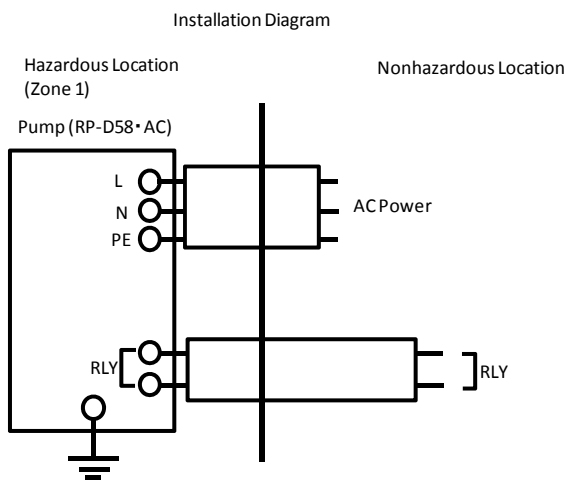 Installation Diagram
Hazardous Location
(Zone 1)
Nonhazardous Location
Pump (RP-D58・AC)
L
N
PE
AC Power
RLY
RLY